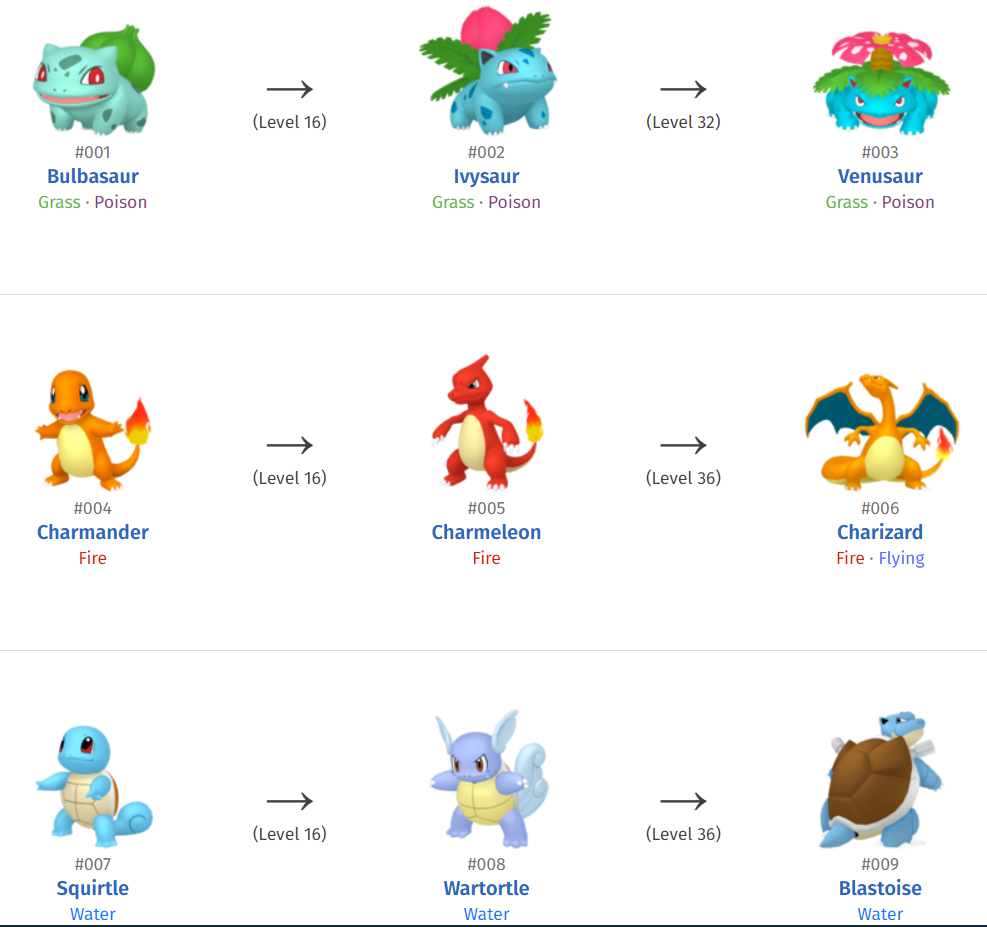 (Level 16)
(Level 32)
#001
#002
#003
Bulbasaur
Ivysaur
Venusaur
Grass · Poison
Grass · Poison
Grass · Poison
(Level 16)
(Level 36)
#004
#005
#006
Charmander
Charmeleon
Charizard
Fire
Fire
Fire · Flying
(Level 16)
(Level 36)
#007
#008
#009
Squirtle
Wartortle
Blastoise
Water
Water
Water